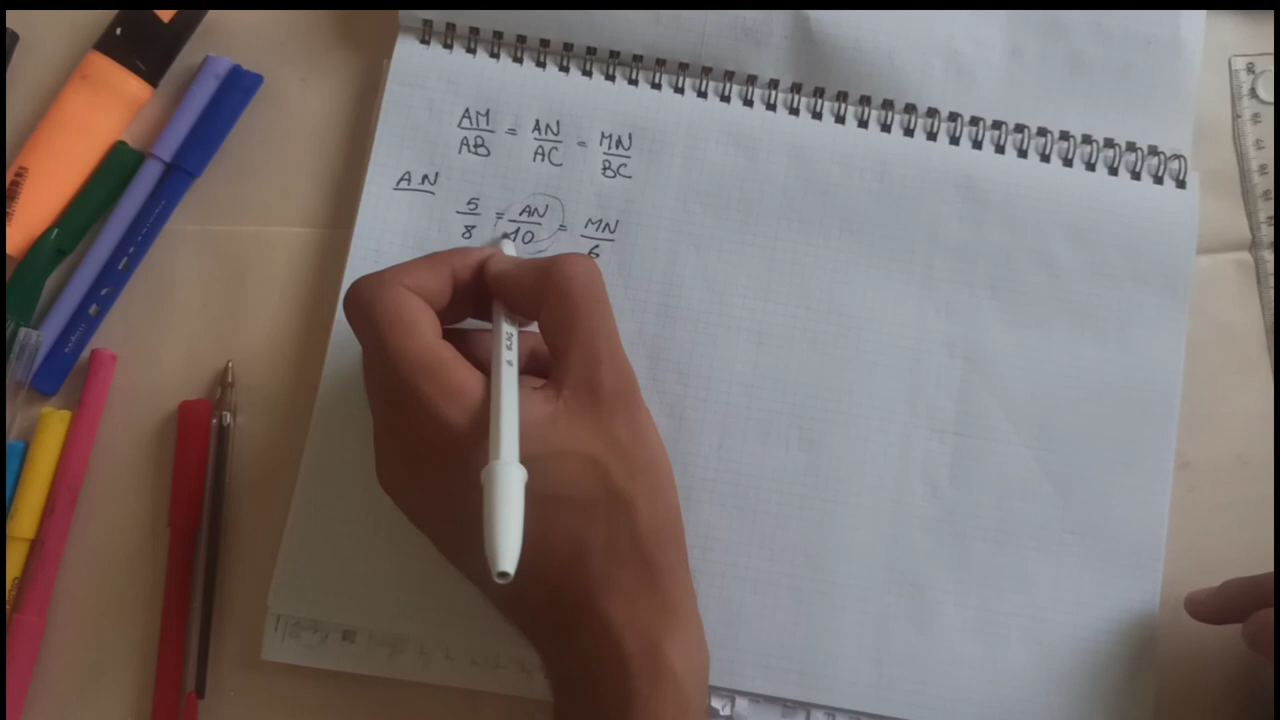 AM/AB = AN/AC = MN/BC
AN
5/8 = AN/10 = MN/6